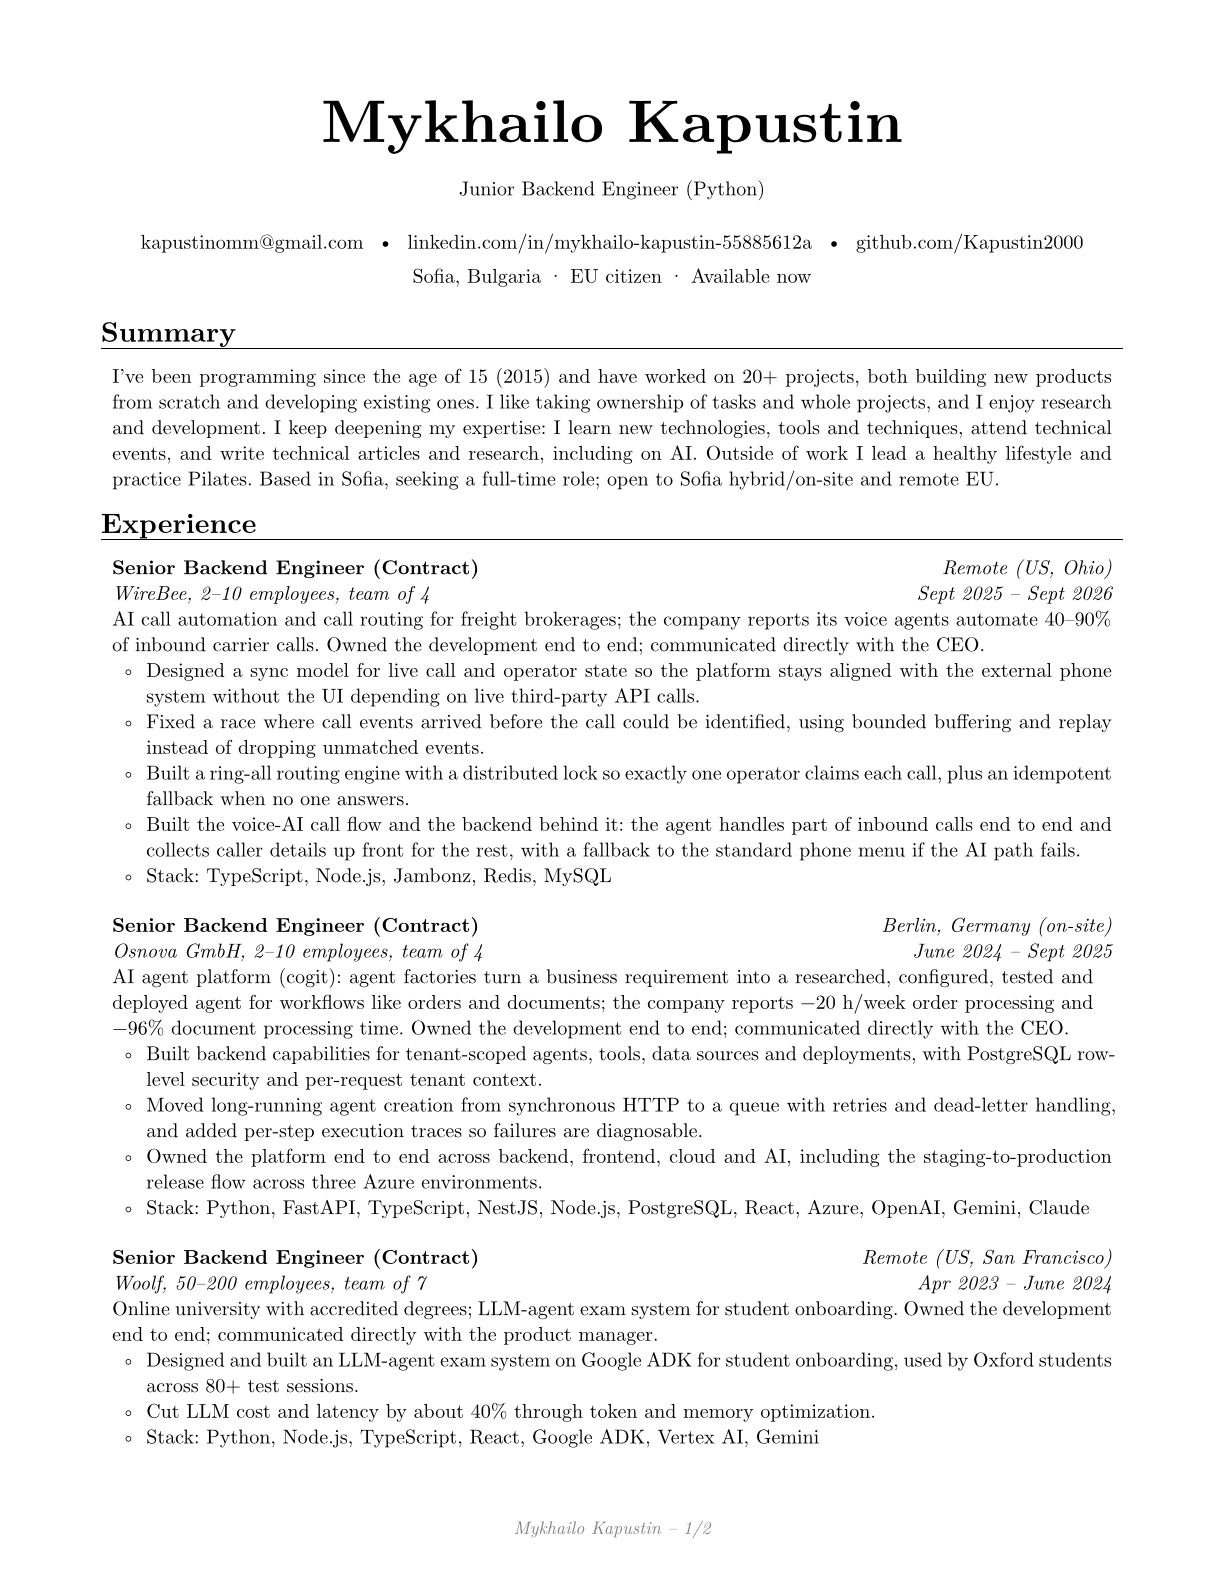 Mykhailo Kapustin
Junior Backend Engineer (Python)
kapustinomm@gmail.com • linkedin.com/in/mykhailo-kapustin-55885612a • github.com/Kapustin2000
Sofia, Bulgaria · EU citizen · Available now
Summary
I've been programming since the age of 15 (2015) and have worked on 20+ projects, both building new products
from scratch and developing existing ones. I like taking ownership of tasks and whole projects, and I enjoy research
and development. I keep deepening my expertise: I learn new technologies, tools and techniques, attend technical
events, and write technical articles and research, including on AI. Outside of work I lead a healthy lifestyle and
practice Pilates. Based in Sofia, seeking a full-time role; open to Sofia hybrid/on-site and remote EU.
Experience
Senior Backend Engineer (Contract) Remote (US, Ohio)
WireBee, 2–10 employees, team of 4 Sept 2025 – Sept 2026
AI call automation and call routing for freight brokerages; the company reports its voice agents automate 40–90%
of inbound carrier calls. Owned the development end to end; communicated directly with the CEO.
◦ Designed a sync model for live call and operator state so the platform stays aligned with the external phone
system without the UI depending on live third-party API calls.
◦ Fixed a race where call events arrived before the call could be identified, using bounded buffering and replay
instead of dropping unmatched events.
◦ Built a ring-all routing engine with a distributed lock so exactly one operator claims each call, plus an idempotent
fallback when no one answers.
◦ Built the voice-AI call flow and the backend behind it: the agent handles part of inbound calls end to end and
collects caller details up front for the rest, with a fallback to the standard phone menu if the AI path fails.
◦ Stack: TypeScript, Node.js, Jambonz, Redis, MySQL
Senior Backend Engineer (Contract) Berlin, Germany (on-site)
Osnova GmbH, 2–10 employees, team of 4 June 2024 – Sept 2025
AI agent platform (cogit): agent factories turn a business requirement into a researched, configured, tested and
deployed agent for workflows like orders and documents; the company reports −20 h/week order processing and
−96% document processing time. Owned the development end to end; communicated directly with the CEO.
◦ Built backend capabilities for tenant-scoped agents, tools, data sources and deployments, with PostgreSQL row-
level security and per-request tenant context.
◦ Moved long-running agent creation from synchronous HTTP to a queue with retries and dead-letter handling,
and added per-step execution traces so failures are diagnosable.
◦ Owned the platform end to end across backend, frontend, cloud and AI, including the staging-to-production
release flow across three Azure environments.
◦ Stack: Python, FastAPI, TypeScript, NestJS, Node.js, PostgreSQL, React, Azure, OpenAI, Gemini, Claude
Senior Backend Engineer (Contract) Remote (US, San Francisco)
Woolf, 50–200 employees, team of 7 Apr 2023 – June 2024
Online university with accredited degrees; LLM-agent exam system for student onboarding. Owned the development
end to end; communicated directly with the product manager.
◦ Designed and built an LLM-agent exam system on Google ADK for student onboarding, used by Oxford students
across 80+ test sessions.
◦ Cut LLM cost and latency by about 40% through token and memory optimization.
◦ Stack: Python, Node.js, TypeScript, React, Google ADK, Vertex AI, Gemini
Mykhailo Kapustin – 1/2